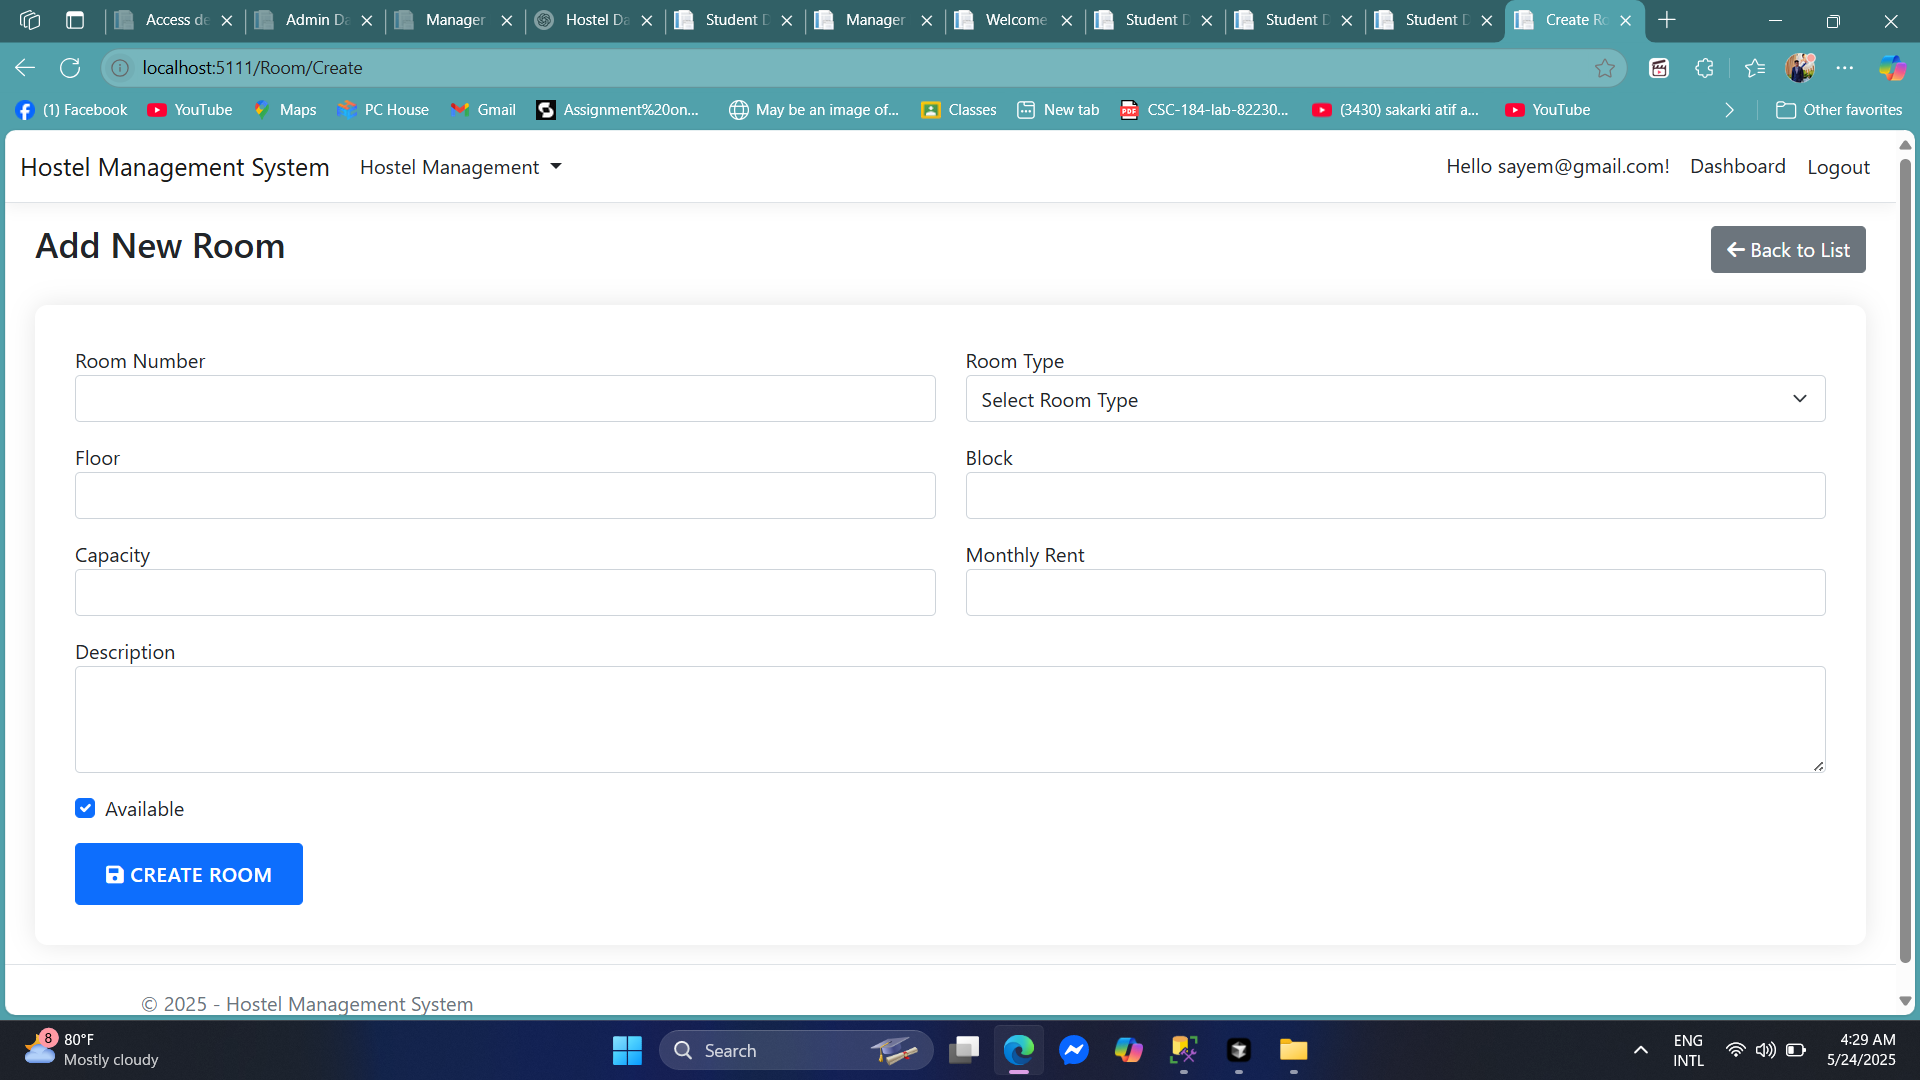 Access de
Admin Da
Manager
Hostel Da
Student D
Manager
Welcome
Student D
Student D
Student D
Create Ro
localhost:5111/Room/Create
(1) Facebook
YouTube
Maps
PC House
Gmail
Assignment%20on...
May be an image of...
Classes
New tab
CSC-184-lab-82230...
(3430) sakarki atif a...
YouTube
Other favorites
Hostel Management System
Hostel Management
Hello sayem@gmail.com!
Dashboard
Logout
Add New Room
Back to List
Room Number
Room Type
Select Room Type
Floor
Block
Capacity
Monthly Rent
Description
Available
CREATE ROOM
© 2025 - Hostel Management System
8
80°F
Mostly cloudy
Search
ENG
INTL
4:29 AM
5/24/2025